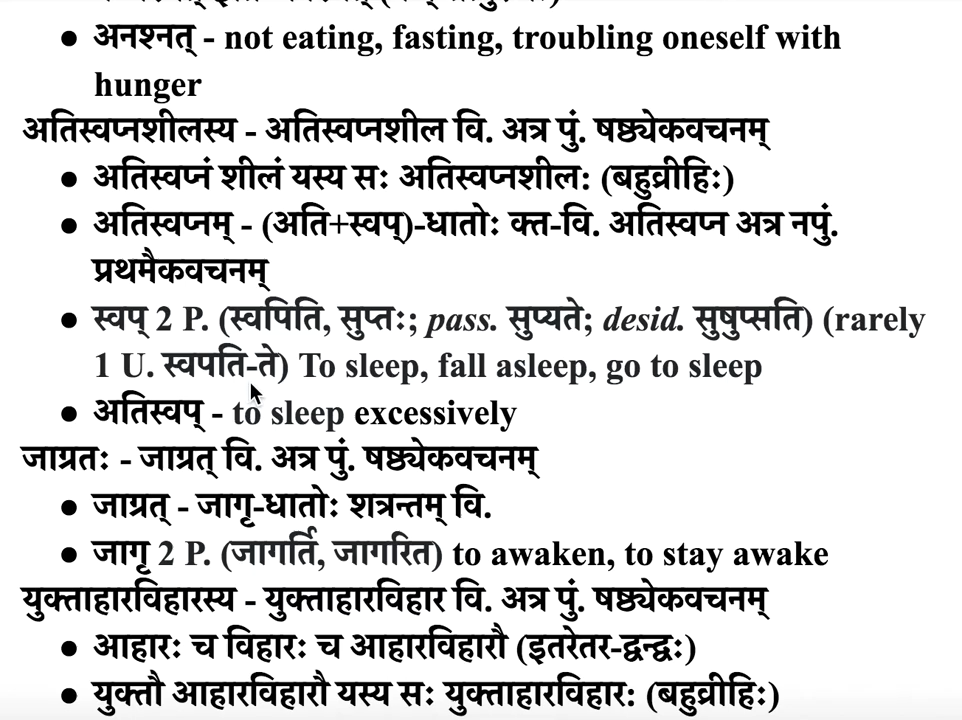 ● अनश्नत् - not eating, fasting, troubling oneself with
hunger
अतिस्वप्नशीलस्य - अतिस्वप्नशील वि. अत्र पुं. षष्ठ्येकवचनम्
● अतिस्वप्नं शीलं यस्य सः अतिस्वप्नशील: (बहुव्रीहिः)
● अतिस्वप्नम् - (अति+स्वप्)-धातोः क्त-वि. अतिस्वप्न अत्र नपुं.
प्रथमैकवचनम्
● स्वप् 2 P. (स्वपिति, सुप्तः; pass. सुप्यते; desid. सुषुप्सति) (rarely
1 U. स्वपति-ते) To sleep, fall asleep, go to sleep
● अतिस्वप् - to sleep excessively
जाग्रतः - जाग्रत् वि. अत्र पुं. षष्ठ्येकवचनम्
● जाग्रत् - जागृ-धातोः शत्रन्तम् वि.
● जागृ 2 P. (जागर्ति, जागरित) to awaken, to stay awake
युक्ताहारविहारस्य - युक्ताहारविहार वि. अत्र पुं. षष्ठ्येकवचनम्
● आहारः च विहारः च आहारविहारौ (इतरेतर-द्वन्द्वः)
● युक्तौ आहारविहारौ यस्य सः युक्ताहारविहार: (बहुव्रीहिः)